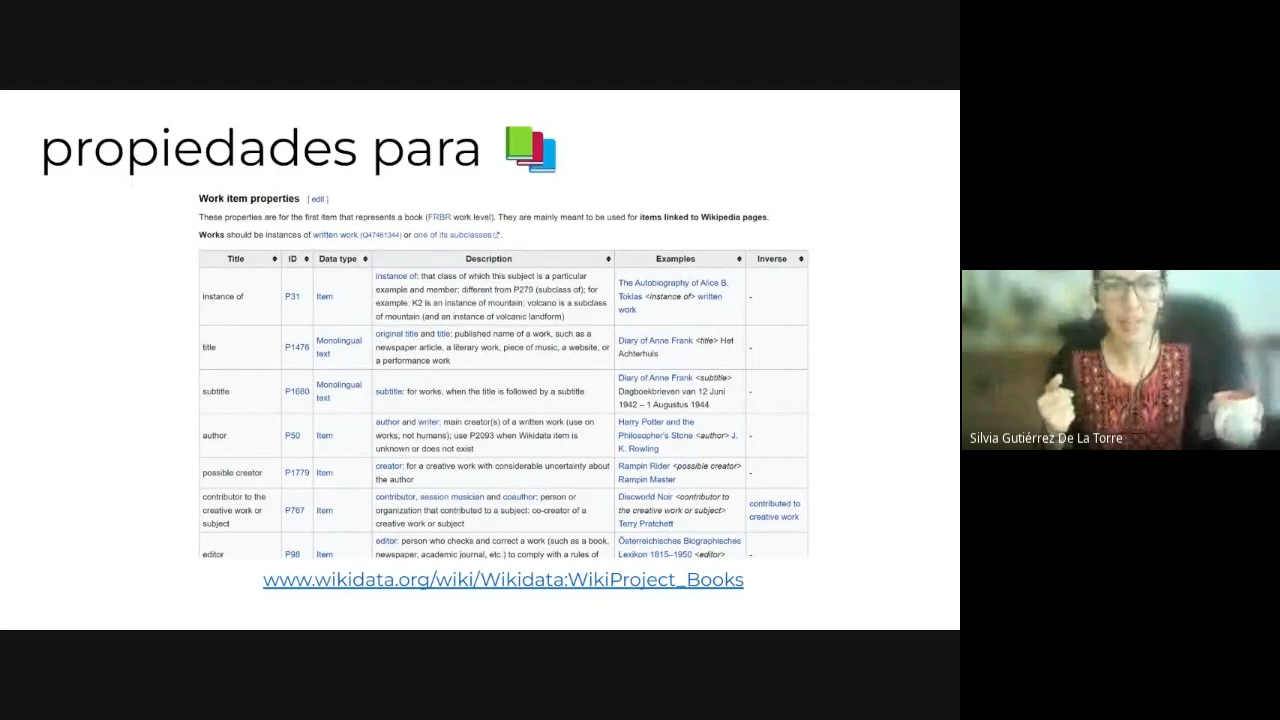 propiedades para
Work item properties [ edit ]
These properties are for the first item that represents a book (FRBR work level). They are mainly meant to be used for items linked to Wikipedia pages.
Works should be instances of written work (Q47461344) or one of its subclasses.
Title ID Data type Description Examples Inverse
instance of P31 Item instance of: that class of which this subject is a particular
example and member; different from P279 (subclass of); for
example: K2 is an instance of mountain; volcano is a subclass
of mountain (and an instance of volcanic landform)
The Autobiography of Alice B.
Toklas <instance of> written
work
-
title P1476 Monolingual
text
original title and title: published name of a work, such as a
newspaper article, a literary work, piece of music, a website, or
a performance work
Diary of Anne Frank <title> Het
Achterhuis
-
subtitle P1680 Monolingual
text
subtitle: for works, when the title is followed by a subtitle
Diary of Anne Frank <subtitle>
Dagboekbrieven van 12 Juni
1942 – 1 Augustus 1944
-
author P50 Item
author and writer: main creator(s) of a written work (use on
works, not humans); use P2093 when Wikidata item is
unknown or does not exist
Harry Potter and the
Philosopher's Stone <author> J.
K. Rowling
-
possible creator P1779 Item
creator: for a creative work with considerable uncertainty about
the author
Rampin Rider <possible creator>
Rampin Master
-
contributor to the
creative work or
subject
P767 Item
contributor, session musician and coauthor: person or
organization that contributed to a subject: co-creator of a
creative work or subject
Discworld Noir <contributor to
the creative work or subject>
Terry Pratchett
contributed to
creative work
editor P98 Item
editor: person who checks and correct a work (such as a book,
newspaper, academic journal, etc.) to comply with a rules of
Österreichisches Biographisches
Lexikon 1815–1950 <editor>
-
www.wikidata.org/wiki/Wikidata:WikiProject_Books
Silvia Gutiérrez De La Torre